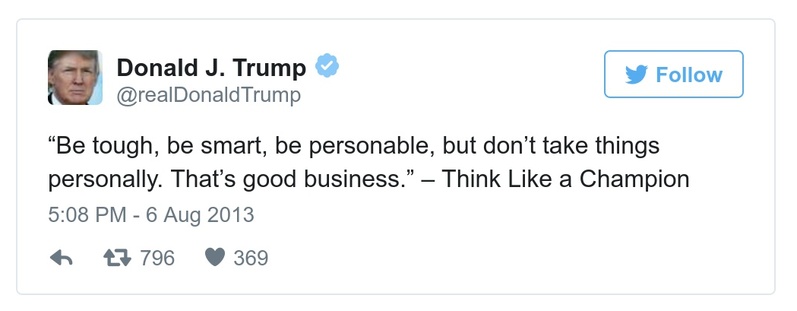 Donald J. Trump
@realDonaldTrump
Follow
“Be tough, be smart, be personable, but don’t take things
personally. That’s good business.” – Think Like a Champion
5:08 PM - 6 Aug 2013
796 369